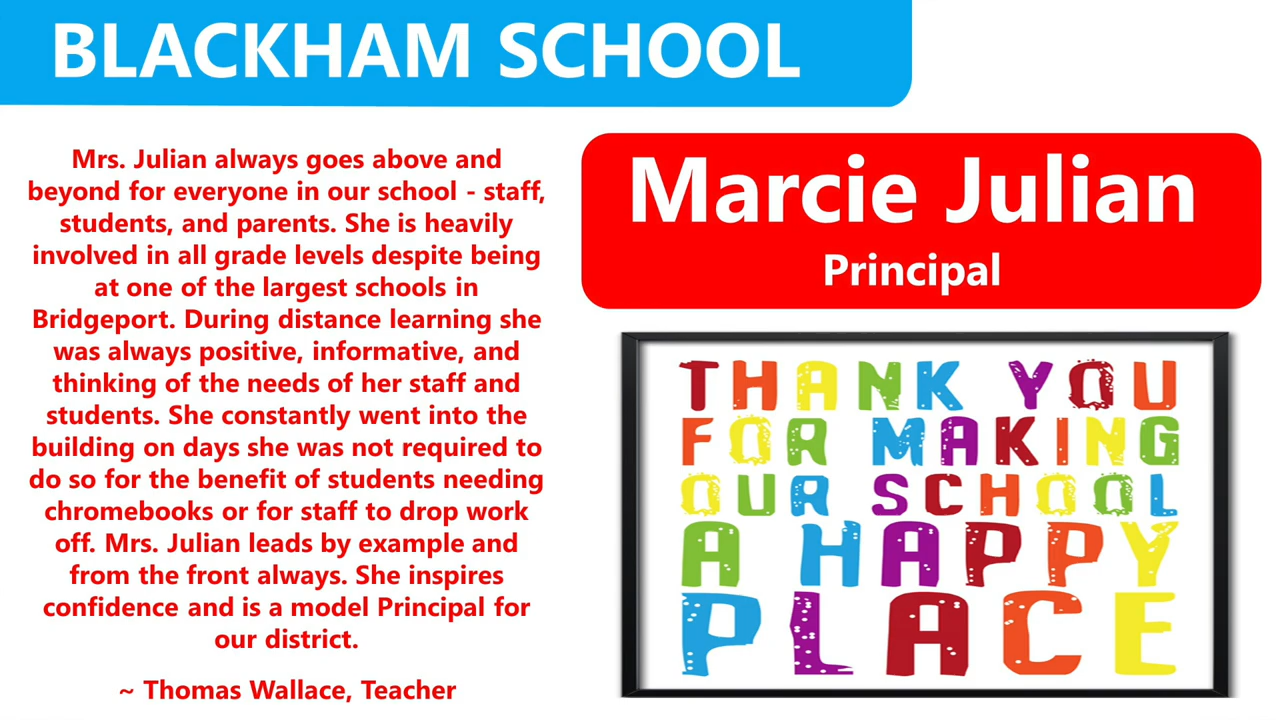 BLACKHAM SCHOOL
Mrs. Julian always goes above and
beyond for everyone in our school - staff,
students, and parents. She is heavily
involved in all grade levels despite being
at one of the largest schools in
Bridgeport. During distance learning she
was always positive, informative, and
thinking of the needs of her staff and
students. She constantly went into the
building on days she was not required to
do so for the benefit of students needing
chromebooks or for staff to drop work
off. Mrs. Julian leads by example and
from the front always. She inspires
confidence and is a model Principal for
our district.
~ Thomas Wallace, Teacher
Marcie Julian
Principal
THANK YOU
FOR MAKING
OUR SCHOOL
A HAPPY
PLACE